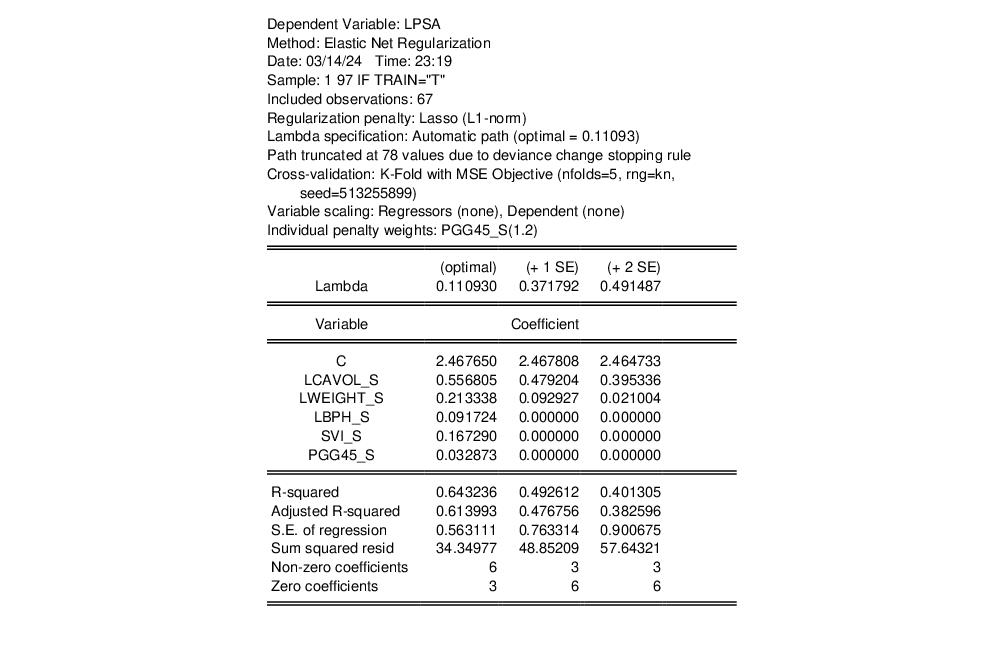 Dependent Variable: LPSA
Method: Elastic Net Regularization
Date: 03/14/24 Time: 23:19
Sample: 1 97 IF TRAIN="T"
Included observations: 67
Regularization penalty: Lasso (L1-norm)
Lambda specification: Automatic path (optimal = 0.11093)
Path truncated at 78 values due to deviance change stopping rule
Cross-validation: K-Fold with MSE Objective (nfolds=5, rng=kn,
seed=513255899)
Variable scaling: Regressors (none), Dependent (none)
Individual penalty weights: PGG45_S(1.2)
(optimal) (+ 1 SE) (+ 2 SE)
Lambda 0.110930 0.371792 0.491487
Variable Coefficient
C 2.467650 2.467808 2.464733
LCAVOL_S 0.556805 0.479204 0.395336
LWEIGHT_S 0.213338 0.092927 0.021004
LBPH_S 0.091724 0.000000 0.000000
SVI_S 0.167290 0.000000 0.000000
PGG45_S 0.032873 0.000000 0.000000
R-squared 0.643236 0.492612 0.401305
Adjusted R-squared 0.613993 0.476756 0.382596
S.E. of regression 0.563111 0.763314 0.900675
Sum squared resid 34.34977 48.85209 57.64321
Non-zero coefficients 6 3 3
Zero coefficients 3 6 6